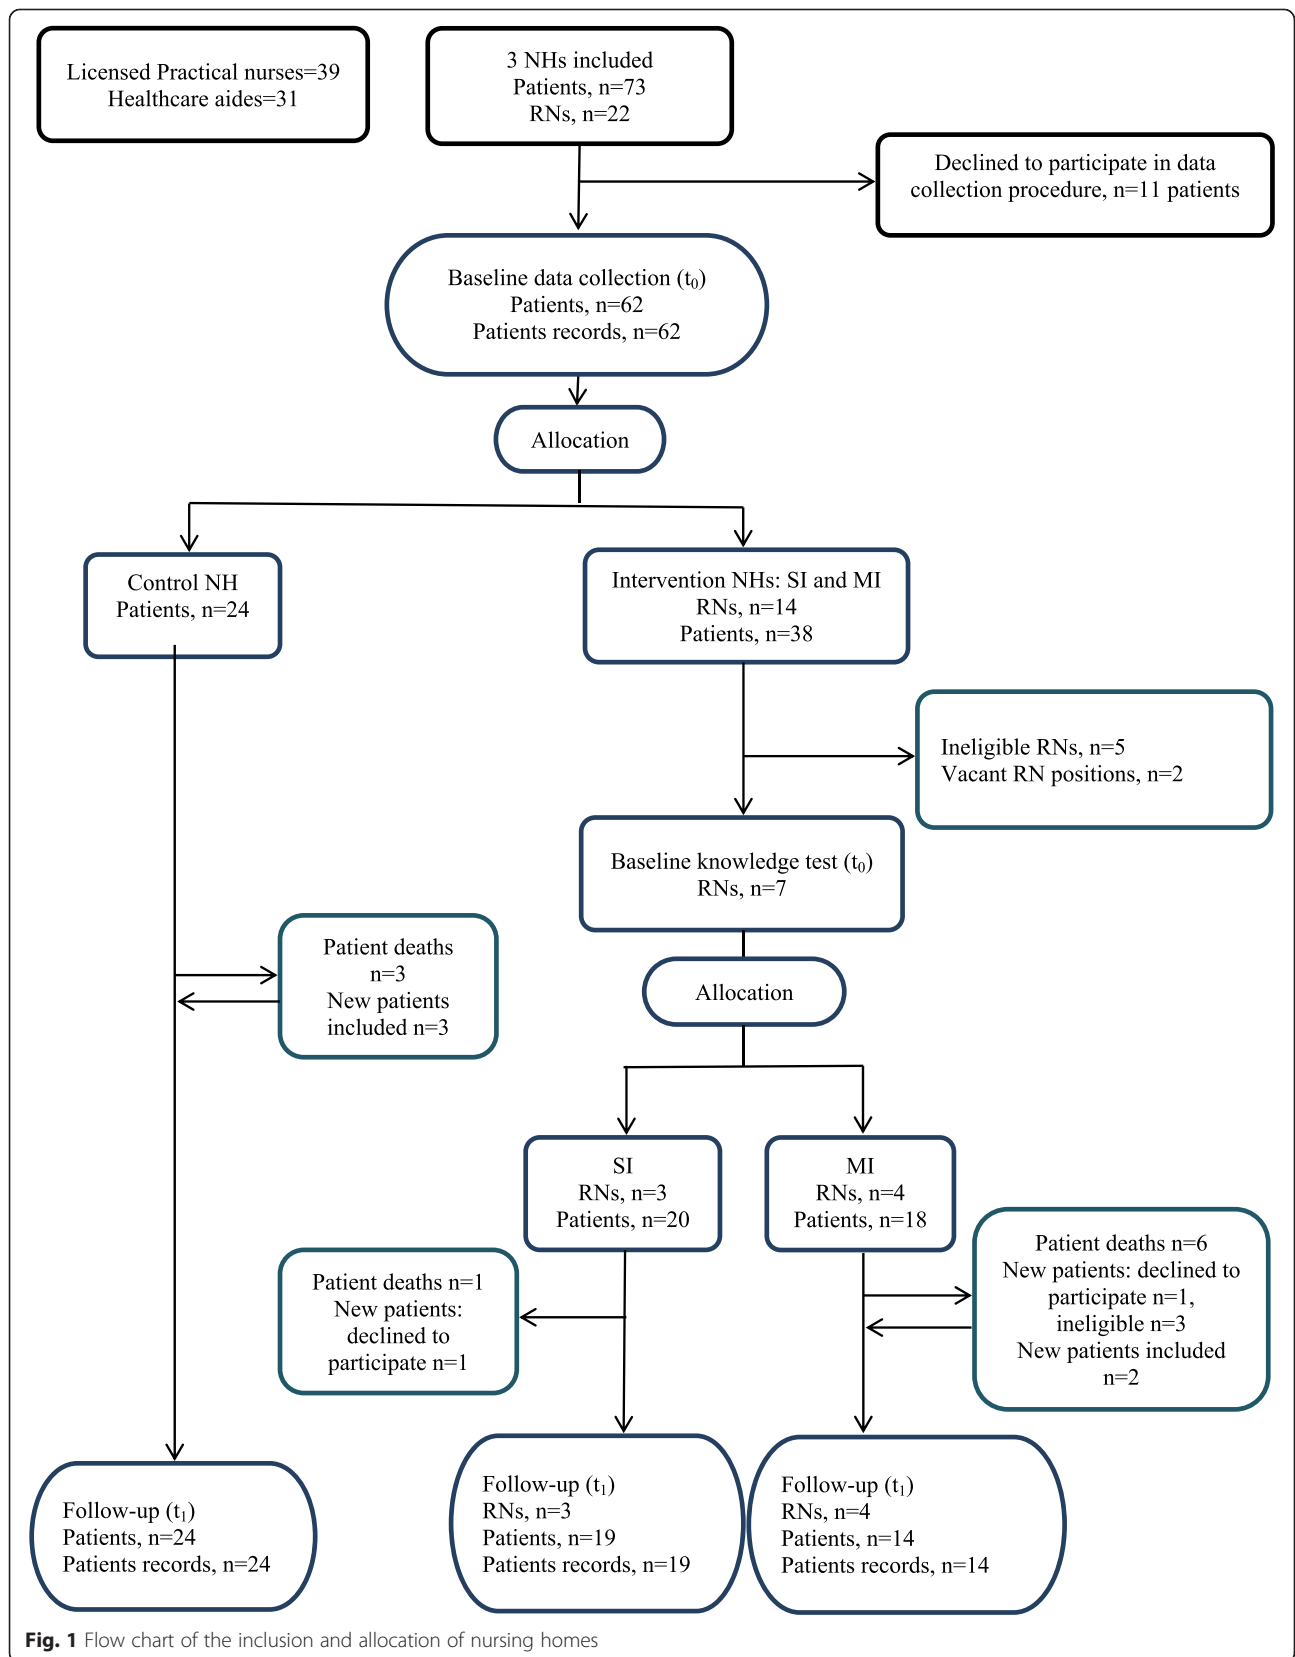 Licensed Practical nurses=39
Healthcare aides=31
3 NHs included
Patients, n=73
RNs, n=22
Declined to participate in data
collection procedure, n=11 patients
Baseline data collection (t0)
Patients, n=62
Patients records, n=62
Allocation
Control NH
Patients, n=24
Intervention NHs: SI and MI
RNs, n=14
Patients, n=38
Ineligible RNs, n=5
Vacant RN positions, n=2
Baseline knowledge test (t0)
RNs, n=7
Patient deaths
n=3
New patients
included n=3
Allocation
SI
RNs, n=3
Patients, n=20
MI
RNs, n=4
Patients, n=18
Patient deaths n=1
New patients:
declined to
participate n=1
Patient deaths n=6
New patients: declined to
participate n=1,
ineligible n=3
New patients included
n=2
Follow-up (t1)
Patients, n=24
Patients records, n=24
Follow-up (t1)
RNs, n=3
Patients, n=19
Patients records, n=19
Follow-up (t1)
RNs, n=4
Patients, n=14
Patients records, n=14
Fig. 1 Flow chart of the inclusion and allocation of nursing homes